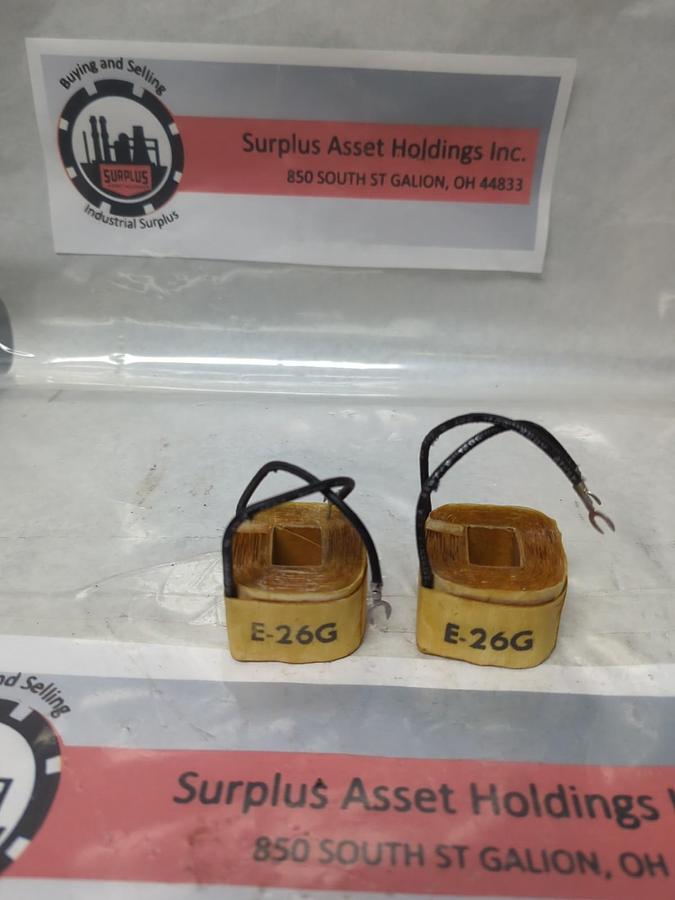 Buying and Selling
SURPLUS
Industrial Surplus
Surplus Asset Holdings Inc.
850 SOUTH ST GALION, OH 44833
E-26G
E-26G
nd Selling
Surplus Asset Holdings
850 SOUTH ST GALION, OH